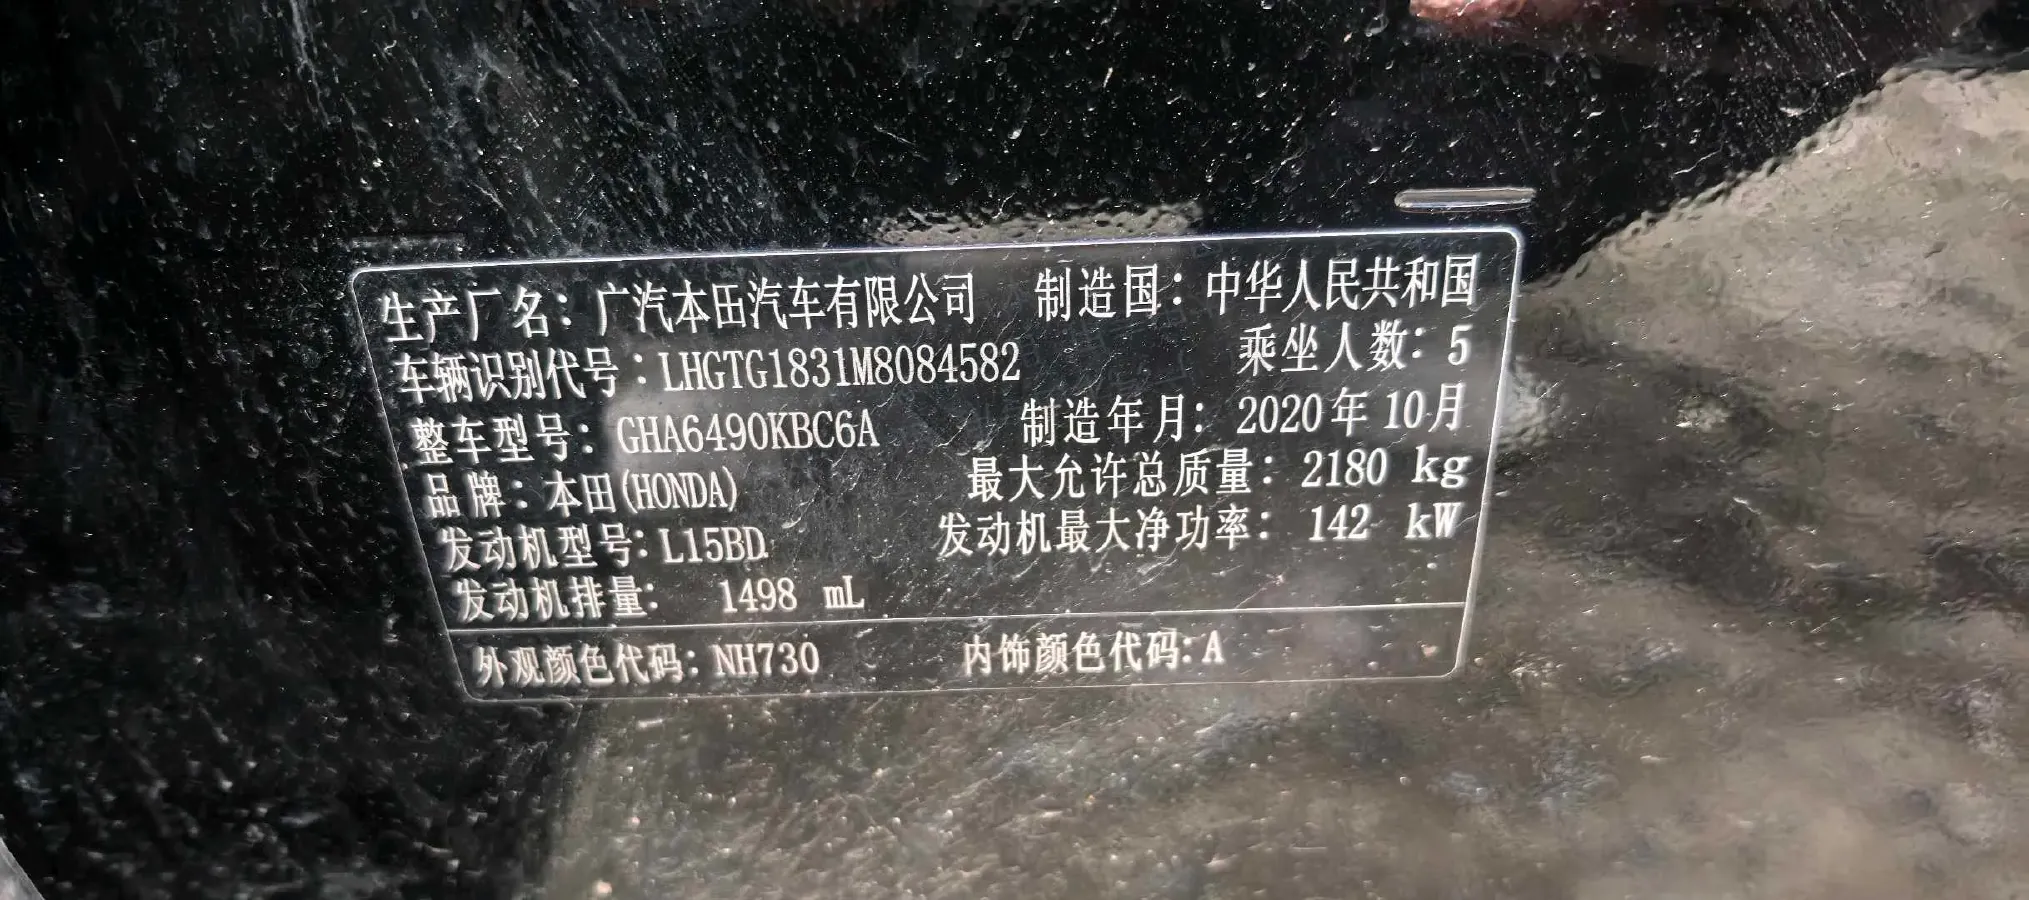 生产厂名：广汽本田汽车有限公司 制造国：中华人民共和国
车辆识别代号：LHGTG1831M8084582 乘坐人数：5
整车型号：GHA6490KBC6A 制造年月：2020年10月
品牌：本田(HONDA) 最大允许总质量：2180 kg
发动机型号：L15BD 发动机最大净功率：142 kW
发动机排量： 1498 mL
外观颜色代码：NH730 内饰颜色代码：A